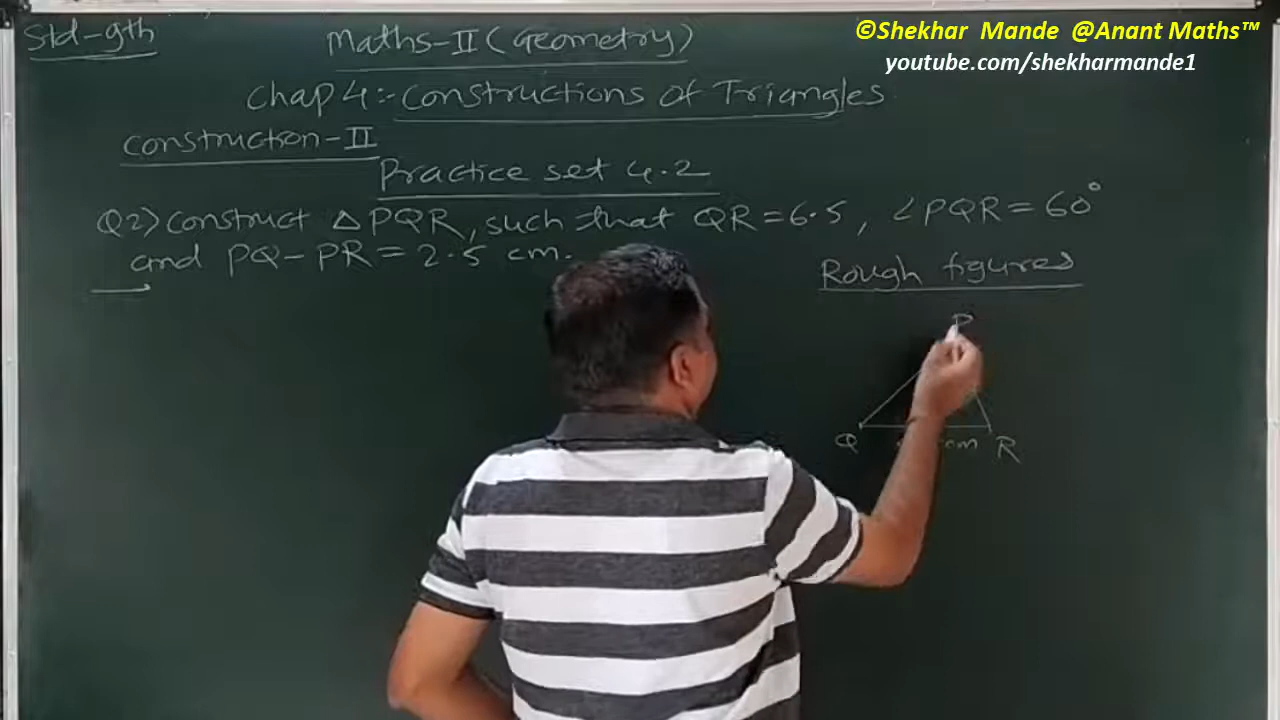 ©Shekhar Mande @Anant Maths™
youtube.com/shekharmande1
Std-9th
Maths-II (Geometry)
Chap 4:- Constructions of Triangles
Construction-II
Practice set 4.2
Q2> Construct △PQR, such that QR = 6.5, ∠PQR = 60°
and PQ - PR = 2.5 cm.
Rough figures
P
Q cm R